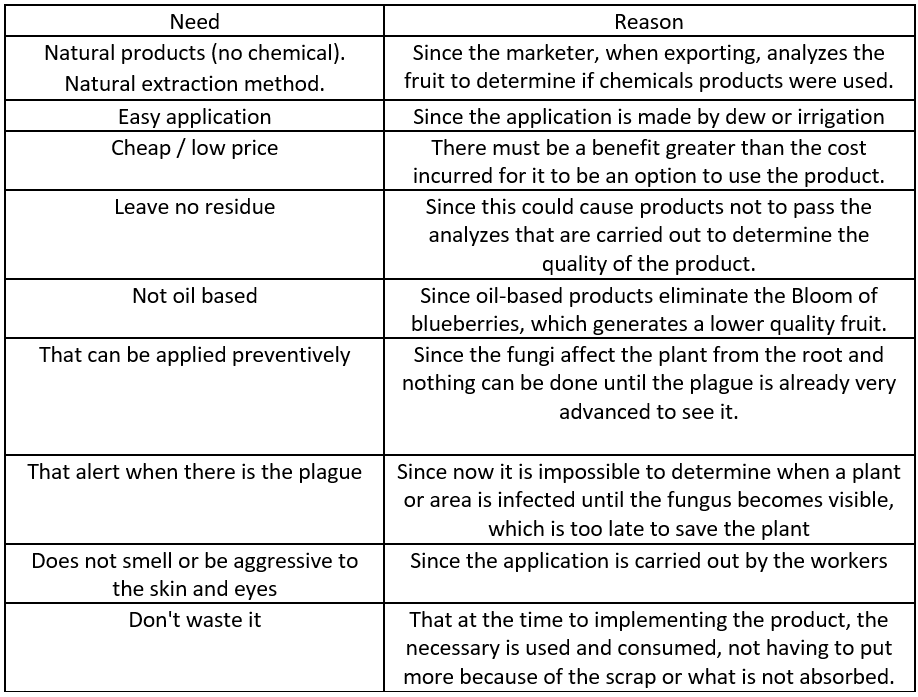 Need
Reason
Natural products (no chemical).
Natural extraction method.
Since the marketer, when exporting, analyzes the
fruit to determine if chemicals products were used.
Easy application
Since the application is made by dew or irrigation
Cheap / low price
There must be a benefit greater than the cost
incurred for it to be an option to use the product.
Leave no residue
Since this could cause products not to pass the
analyzes that are carried out to determine the
quality of the product.
Not oil based
Since oil-based products eliminate the Bloom of
blueberries, which generates a lower quality fruit.
That can be applied preventively
Since the fungi affect the plant from the root and
nothing can be done until the plague is already very
advanced to see it.
That alert when there is the plague
Since now it is impossible to determine when a plant
or area is infected until the fungus becomes visible,
which is too late to save the plant
Does not smell or be aggressive to
the skin and eyes
Since the application is carried out by the workers
Don't waste it
That at the time to implementing the product, the
necessary is used and consumed, not having to put
more because of the scrap or what is not absorbed.